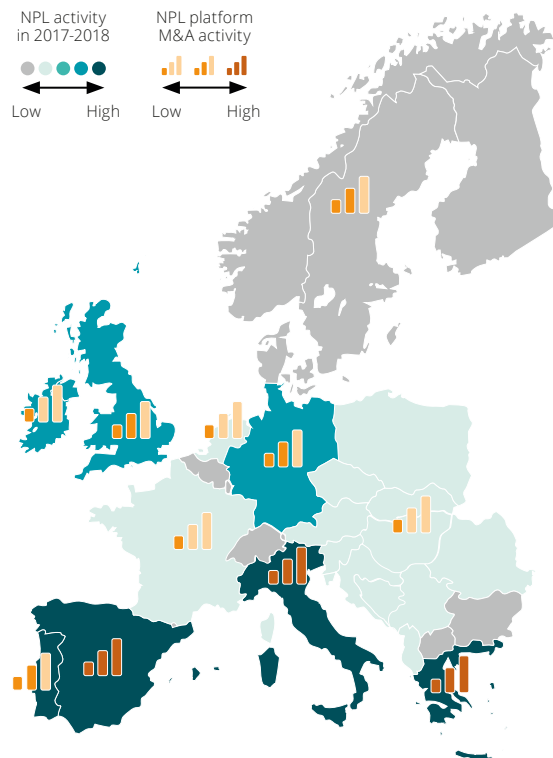 NPL activity
in 2017-2018
Low
High
NPL platform
M&A activity
Low
High